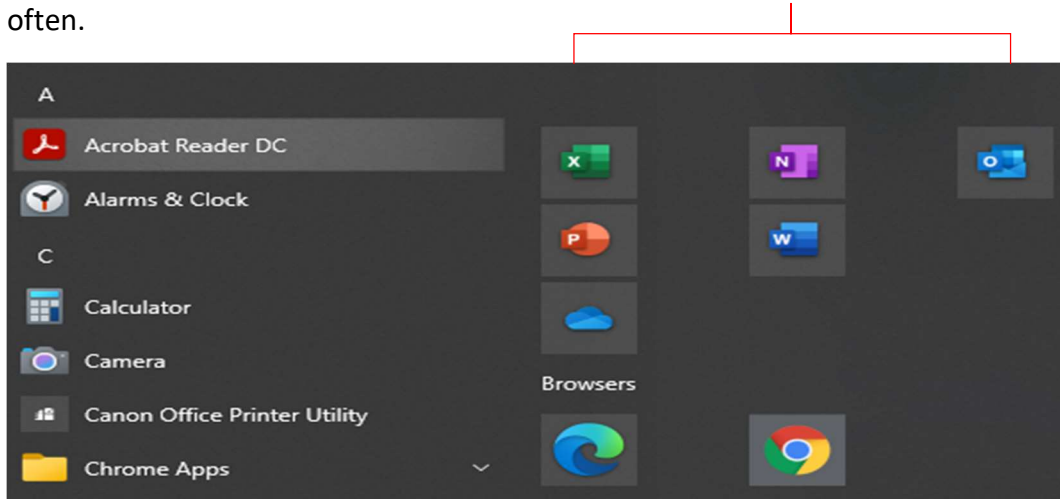 often.
A
Acrobat Reader DC
Alarms & Clock
C
Calculator
Camera
Canon Office Printer Utility
Chrome Apps
X
N
O
P
W
Browsers